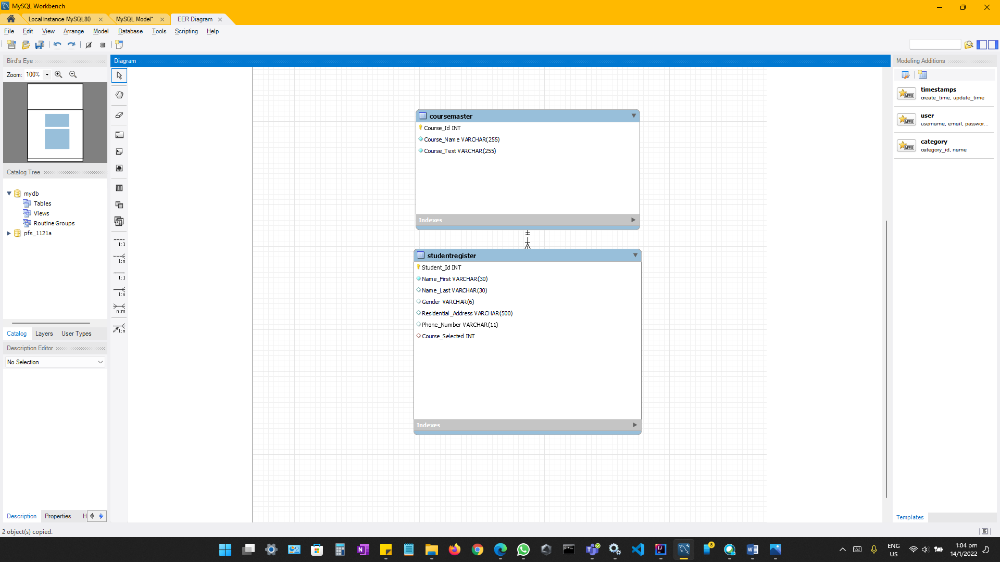 MySQL Workbench
Local instance MySQL80
MySQL Model*
EER Diagram
File Edit View Arrange Model Database Tools Scripting Help
Bird's Eye
Zoom: 100%
Catalog Tree
mydb
Tables
Views
Routine Groups
pfs_1121a
Catalog Layers User Types
Description Editor
No Selection
Description Properties H
2 object(s) copied.
Diagram
1:1
1:n
1:1
1:n
n:m
1:n
coursemaster
Course_Id INT
Course_Name VARCHAR(255)
Course_Text VARCHAR(255)
Indexes
studentregister
Student_Id INT
Name_First VARCHAR(30)
Name_Last VARCHAR(30)
Gender VARCHAR(6)
Residential_Address VARCHAR(500)
Phone_Number VARCHAR(11)
Course_Selected INT
Indexes
Modeling Additions
MWB
timestamps
create_time, update_time
MWB
user
username, email, passwor...
MWB
category
category_id, name
Templates
8
ENG
US
1:04 pm
14/1/2022